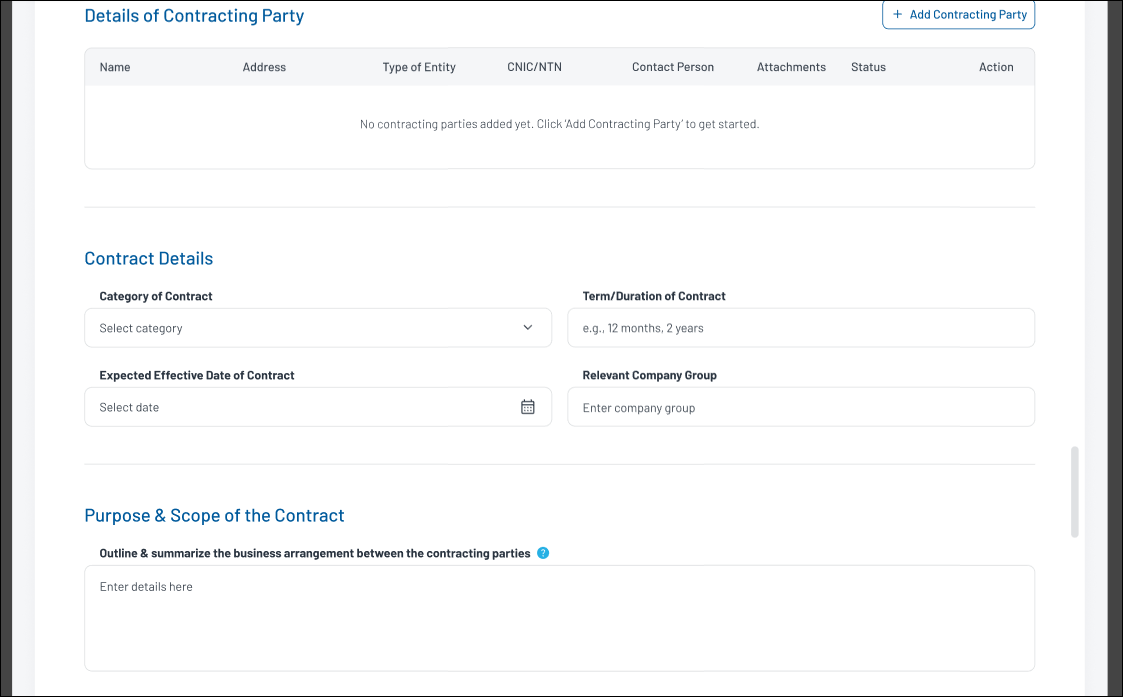 Details of Contracting Party
+ Add Contracting Party
Name Address Type of Entity CNIC/NTN Contact Person Attachments Status Action
No contracting parties added yet. Click 'Add Contracting Party' to get started.
Contract Details
Category of Contract
Select category
Term/Duration of Contract
e.g., 12 months, 2 years
Expected Effective Date of Contract
Select date
Relevant Company Group
Enter company group
Purpose & Scope of the Contract
Outline & summarize the business arrangement between the contracting parties ?
Enter details here